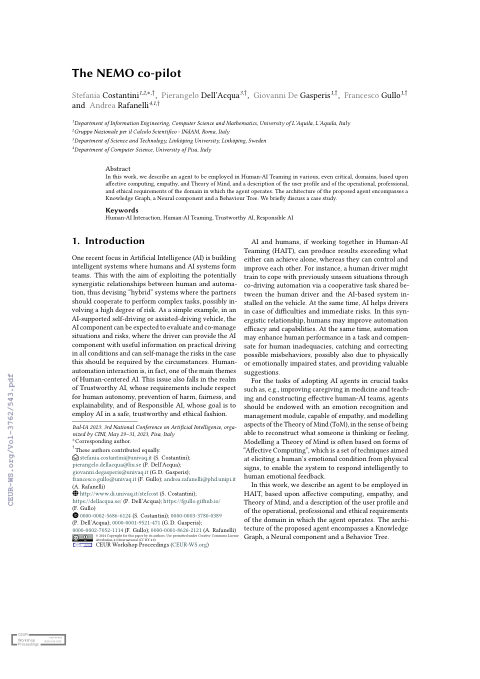 The NEMO co-pilot
Stefania Costantini1,2,*,†, Pierangelo Dell'Acqua3,†, Giovanni De Gasperis1,†, Francesco Gullo1,†
and Andrea Rafanelli4,1,†
1Department of Information Engineering, Computer Science and Mathematics, University of L'Aquila, L'Aquila, Italy
2Gruppo Nazionale per il Calcolo Scientifico - INdAM, Roma, Italy
3Department of Science and Technology, Linköping University, Linköping, Sweden
4Department of Computer Science, University of Pisa, Italy
Abstract
In this work, we describe an agent to be employed in Human-AI Teaming in various, even critical, domains, based upon
affective computing, empathy, and Theory of Mind, and a description of the user profile and of the operational, professional,
and ethical requirements of the domain in which the agent operates. The architecture of the proposed agent encompasses a
Knowledge Graph, a Neural component and a Behaviour Tree. We briefly discuss a case study.
Keywords
Human-AI Interaction, Human-AI Teaming, Trustworthy AI, Responsible AI
1. Introduction
One recent focus in Artificial Intelligence (AI) is building
intelligent systems where humans and AI systems form
teams. This with the aim of exploiting the potentially
synergistic relationships between human and automa-
tion, thus devising "hybrid" systems where the partners
should cooperate to perform complex tasks, possibly in-
volving a high degree of risk. As a simple example, in an
AI-supported self-driving or assisted-driving vehicle, the
AI component can be expected to evaluate and co-manage
situations and risks, where the driver can provide the AI
component with useful information on practical driving
in all conditions and can self-manage the risks in the case
this should be required by the circumstances. Human-
automation interaction is, in fact, one of the main themes
of Human-centered AI. This issue also falls in the realm
of Trustworthy AI, whose requirements include respect
for human autonomy, prevention of harm, fairness, and
explainability, and of Responsible AI, whose goal is to
employ AI in a safe, trustworthy and ethical fashion.
Ital-IA 2023: 3rd National Conference on Artificial Intelligence, orga-
nized by CINI, May 29–31, 2023, Pisa, Italy
*Corresponding author.
†These authors contributed equally.
stefania.costantini@univaq.it (S. Costantini);
pierangelo.dellacqua@liu.se (P. Dell'Acqua);
giovanni.degasperis@univaq.it (G.D. Gasperis);
francesco.gullo@univaq.it (F. Gullo); andrea.rafanelli@phd.unipi.it
(A. Rafanelli)
http://www.di.univaq.it/stefcost (S. Costantini);
https://dellacqua.se/ (P. Dell'Acqua); https://fgullo.github.io/
(F. Gullo)
0000-0002-5686-6124 (S. Costantini); 0000-0003-3780-0389
(P. Dell'Acqua); 0000-0001-9521-4711 (G.D. Gasperis);
0000-0002-7052-1114 (F. Gullo); 0000-0001-8626-2121 (A. Rafanelli)
CEUR Workshop Proceedings (CEUR-WS.org)
AI and humans, if working together in Human-AI
Teaming (HAIT), can produce results exceeding what
either can achieve alone, whereas they can control and
improve each other. For instance, a human driver might
train to cope with previously unseen situations through
co-driving automation via a cooperative task shared be-
tween the human driver and the AI-based system in-
stalled on the vehicle. At the same time, AI helps drivers
in case of difficulties and immediate risks. In this syn-
ergistic relationship, humans may improve automation
efficacy and capabilities. At the same time, automation
may enhance human performance in a task and compen-
sate for human inadequacies, catching and correcting
possible misbehaviors, possibly also due to physically
or emotionally impaired states, and providing valuable
suggestions.
For the tasks of adopting AI agents in crucial tasks
such as, e.g., improving caregiving in medicine and teach-
ing and constructing effective human-AI teams, agents
should be endowed with an emotion recognition and
management module, capable of empathy, and modelling
aspects of the Theory of Mind (ToM), in the sense of being
able to reconstruct what someone is thinking or feeling.
Modelling a Theory of Mind is often based on forms of
"Affective Computing", which is a set of techniques aimed
at eliciting a human's emotional condition from physical
signs, to enable the system to respond intelligently to
human emotional feedback.
In this work, we describe an agent to be employed in
HAIT, based upon affective computing, empathy, and
Theory of Mind, and a description of the user profile and
of the operational, professional and ethical requirements
of the domain in which the agent operates. The archi-
tecture of the proposed agent encompasses a Knowledge
Graph, a Neural component and a Behavior Tree.
CEUR-WS.org/Vol-3762/543.pdf
CEUR
Workshop
Proceedings